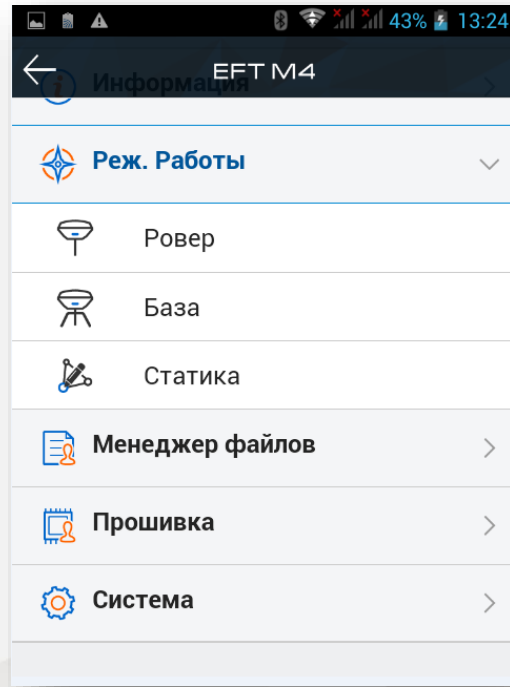 43% 13:24
EFT M4
Информация
Реж. Работы
Ровер
База
Статика
Менеджер файлов
Прошивка
Система